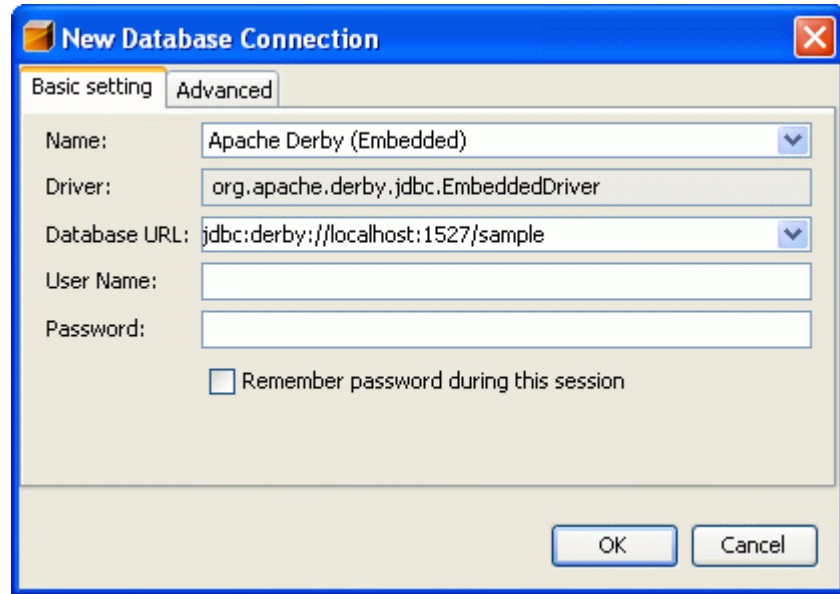 New Database Connection
Basic setting Advanced
Name: Apache Derby (Embedded)
Driver: org.apache.derby.jdbc.EmbeddedDriver
Database URL: jdbc:derby://localhost:1527/sample
User Name:
Password:
Remember password during this session
OK Cancel